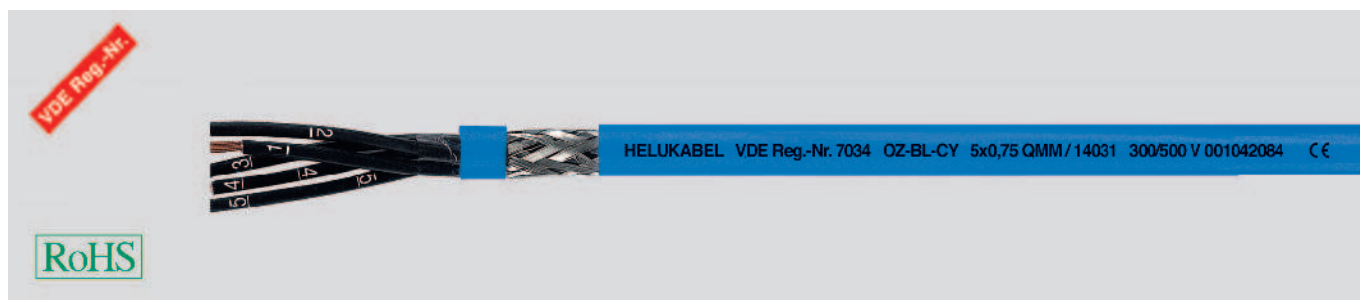 VDE Reg.-Nr.
2
1
3
4
4
5
5
HELUKABEL VDE Reg.-Nr. 7034 OZ-BL-CY 5x0,75 QMM / 14031 300/500 V 001042084 CE
RoHS